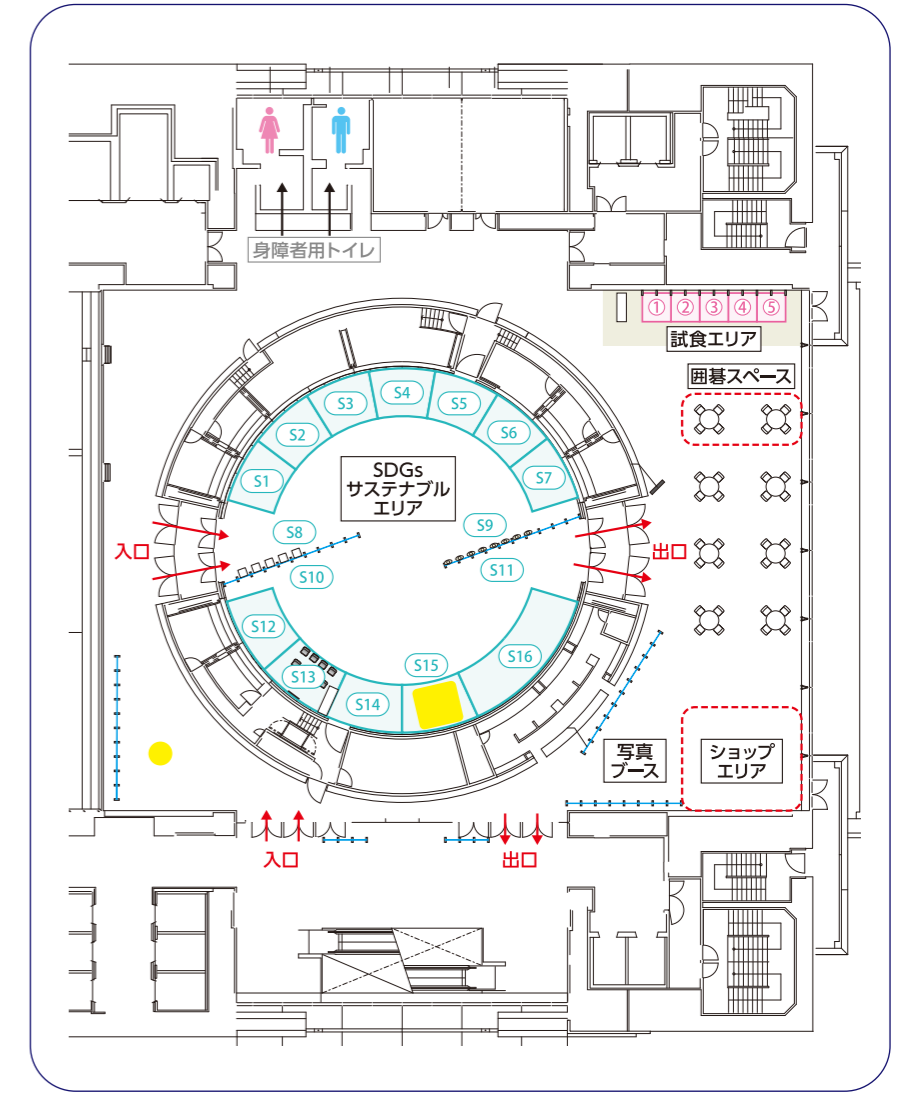 身障者用トイレ
① ② ③ ④ ⑤
試食エリア
囲碁スペース
S1
S2
S3
S4
S5
S6
S7
SDGs
サステナブル
エリア
S8
S9
S10
S11
入口
出口
S12
S13
S14
S15
S16
写真
ブース
ショップ
エリア
入口
出口